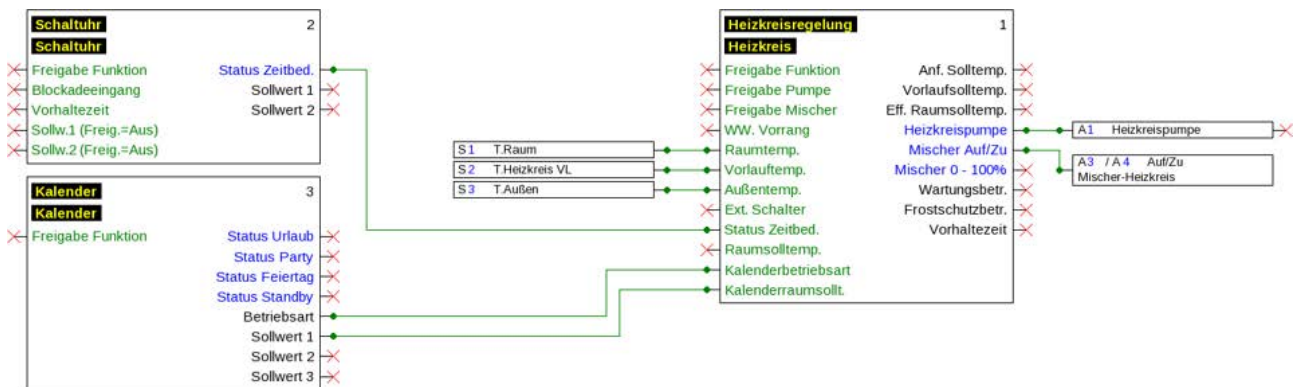 Schaltuhr 2
Schaltuhr
Freigabe Funktion Status Zeitbed.
Blockadeeingang Sollwert 1
Vorhaltezeit Sollwert 2
Sollw.1 (Freig.=Aus)
Sollw.2 (Freig.=Aus)
Kalender 3
Kalender
Freigabe Funktion Status Urlaub
Status Party
Status Feiertag
Status Standby
Betriebsart
Sollwert 1
Sollwert 2
Sollwert 3
S1 T.Raum
S2 T.Heizkreis VL
S3 T.Außen
Heizkreisregelung 1
Heizkreis
Freigabe Funktion Anf. Solltemp.
Freigabe Pumpe Vorlaufsolltemp.
Freigabe Mischer Eff. Raumsolltemp.
WW. Vorrang Heizkreispumpe
Raumtemp. Mischer Auf/Zu
Vorlauftemp. Mischer 0 - 100%
Außentemp. Wartungsbetr.
Ext. Schalter Frostschutzbetr.
Status Zeitbed. Vorhaltezeit
Raumsolltemp.
Kalenderbetriebsart
Kalenderraumsollt.
A1 Heizkreispumpe
A3 / A4 Auf/Zu
Mischer-Heizkreis